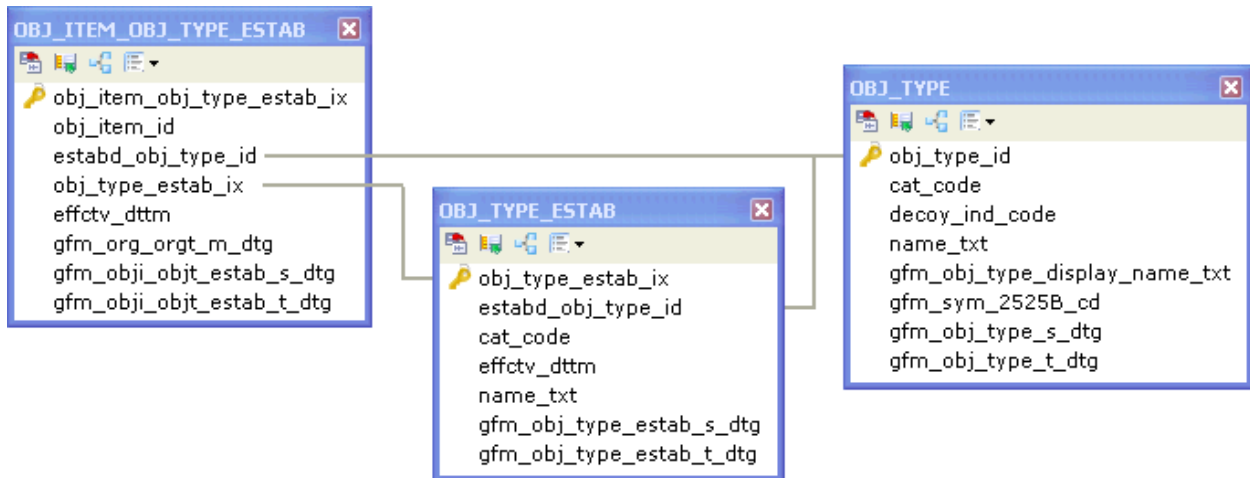 OBJ_ITEM_OBJ_TYPE_ESTAB
obj_item_obj_type_estab_ix
obj_item_id
estabd_obj_type_id
obj_type_estab_ix
effctv_dttm
gfm_org_orgt_m_dtg
gfm_obji_objt_estab_s_dtg
gfm_obji_objt_estab_t_dtg
OBJ_TYPE_ESTAB
obj_type_estab_ix
estabd_obj_type_id
cat_code
effctv_dttm
name_txt
gfm_obj_type_estab_s_dtg
gfm_obj_type_estab_t_dtg
OBJ_TYPE
obj_type_id
cat_code
decoy_ind_code
name_txt
gfm_obj_type_display_name_txt
gfm_sym_2525B_cd
gfm_obj_type_s_dtg
gfm_obj_type_t_dtg